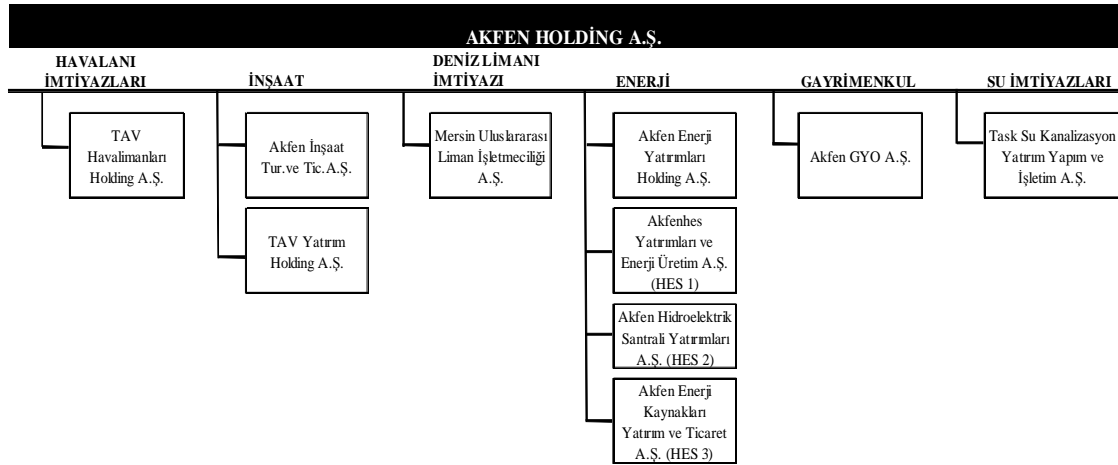 AKFEN HOLDİNG A.Ş.
HAVALANI
İMTİYAZLARI
İNŞAAT
DENİZ LİMANI
İMTİYAZI
ENERJİ
GAYRİMENKUL
SU İMTİYAZLARI
TAV
Havalimanları
Holding A.Ş.
Akfen İnşaat
Tur.ve Tic.A.Ş.
TAV Yatırım
Holding A.Ş.
Mersin Uluslararası
Liman İşletmeciliği
A.Ş.
Akfen Enerji
Yatırımları
Holding A.Ş.
Akfenhes
Yatırımları ve
Enerji Üretim A.Ş.
(HES 1)
Akfen Hidroelektrik
Santrali Yatırımları
A.Ş. (HES 2)
Akfen Enerji
Kaynakları
Yatırım ve Ticaret
A.Ş. (HES 3)
Akfen GYO A.Ş.
Task Su Kanalizasyon
Yatırım Yapım ve
İşletim A.Ş.